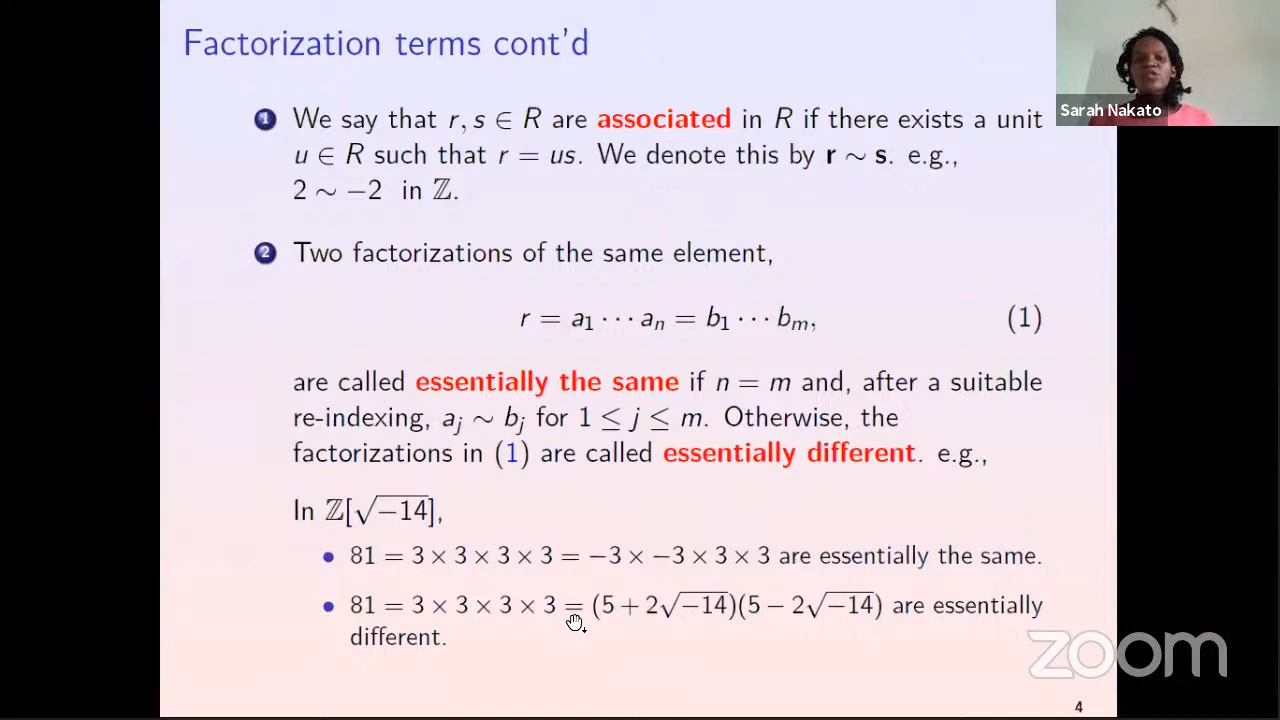 Factorization terms cont'd
Sarah Nakato
1 We say that r, s ∈ R are associated in R if there exists a unit
u ∈ R such that r = us. We denote this by r ∼ s. e.g.,
2 ∼ −2 in ℤ.
2 Two factorizations of the same element,
r = a₁ ··· aₙ = b₁ ··· bₘ, (1)
are called essentially the same if n = m and, after a suitable
re-indexing, aⱼ ∼ bⱼ for 1 ≤ j ≤ m. Otherwise, the
factorizations in (1) are called essentially different. e.g.,
In ℤ[√−14],
• 81 = 3 × 3 × 3 × 3 = −3 × −3 × 3 × 3 are essentially the same.
• 81 = 3 × 3 × 3 × 3 = (5 + 2√−14)(5 − 2√−14) are essentially
different.
zoom
4